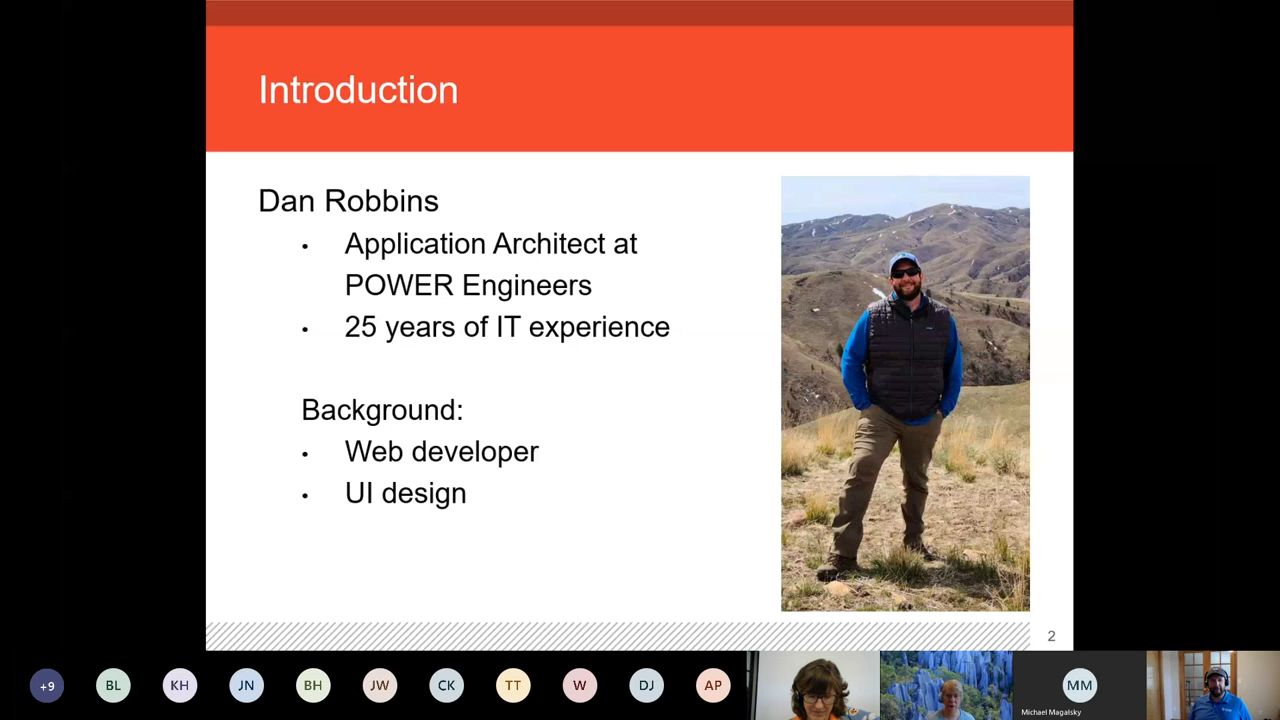 Introduction
Dan Robbins
• Application Architect at
POWER Engineers
• 25 years of IT experience
Background:
• Web developer
• UI design
2
+9
BL
KH
JN
BH
JW
CK
TT
W
DJ
AP
MM
Michael Magalsky